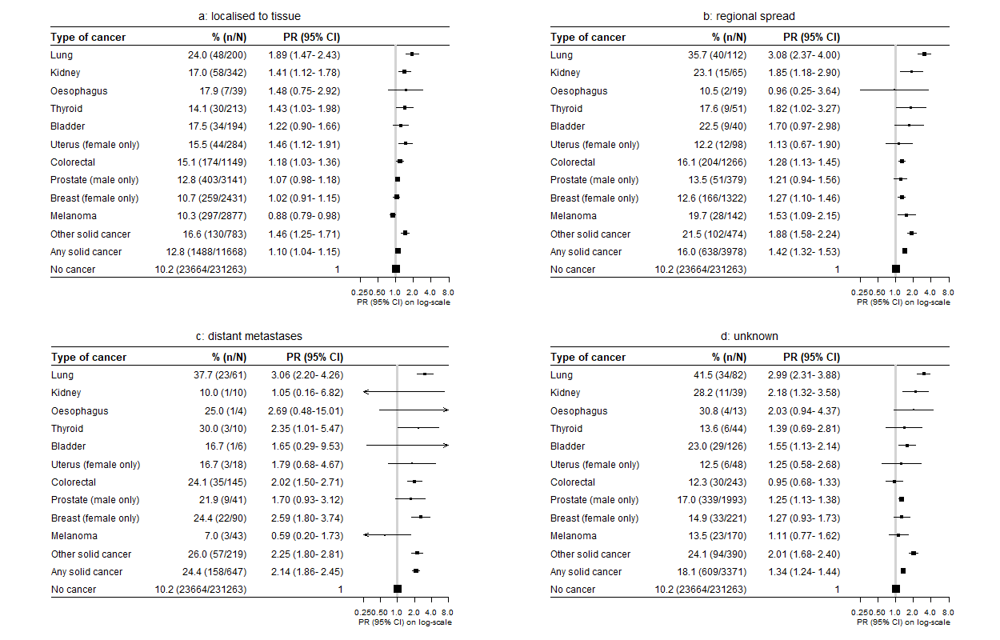 a: localised to tissue
Type of cancer % (n/N) PR (95% CI)
Lung 24.0 (48/200) 1.89 (1.47- 2.43)
Kidney 17.0 (58/342) 1.41 (1.12- 1.78)
Oesophagus 17.9 (7/39) 1.48 (0.75- 2.92)
Thyroid 14.1 (30/213) 1.43 (1.03- 1.98)
Bladder 17.5 (34/194) 1.22 (0.90- 1.66)
Uterus (female only) 15.5 (44/284) 1.46 (1.12- 1.91)
Colorectal 15.1 (174/1149) 1.18 (1.03- 1.36)
Prostate (male only) 12.8 (403/3141) 1.07 (0.98- 1.18)
Breast (female only) 10.7 (259/2431) 1.02 (0.91- 1.15)
Melanoma 10.3 (297/2877) 0.88 (0.79- 0.98)
Other solid cancer 16.6 (130/783) 1.46 (1.25- 1.71)
Any solid cancer 12.8 (1488/11668) 1.10 (1.04- 1.15)
No cancer 10.2 (23664/231263) 1
0.25 0.50 1.0 2.0 4.0 8.0
PR (95% CI) on log-scale
b: regional spread
Type of cancer % (n/N) PR (95% CI)
Lung 35.7 (40/112) 3.08 (2.37- 4.00)
Kidney 23.1 (15/65) 1.85 (1.18- 2.90)
Oesophagus 10.5 (2/19) 0.96 (0.25- 3.64)
Thyroid 17.6 (9/51) 1.82 (1.02- 3.27)
Bladder 22.5 (9/40) 1.70 (0.97- 2.98)
Uterus (female only) 12.2 (12/98) 1.13 (0.67- 1.90)
Colorectal 16.1 (204/1266) 1.28 (1.13- 1.45)
Prostate (male only) 13.5 (51/379) 1.21 (0.94- 1.56)
Breast (female only) 12.6 (166/1322) 1.27 (1.10- 1.46)
Melanoma 19.7 (28/142) 1.53 (1.09- 2.15)
Other solid cancer 21.5 (102/474) 1.88 (1.58- 2.24)
Any solid cancer 16.0 (638/3978) 1.42 (1.32- 1.53)
No cancer 10.2 (23664/231263) 1
0.25 0.50 1.0 2.0 4.0 8.0
PR (95% CI) on log-scale
c: distant metastases
Type of cancer % (n/N) PR (95% CI)
Lung 37.7 (23/61) 3.06 (2.20- 4.26)
Kidney 10.0 (1/10) 1.05 (0.16- 6.82)
Oesophagus 25.0 (1/4) 2.69 (0.48-15.01)
Thyroid 30.0 (3/10) 2.35 (1.01- 5.47)
Bladder 16.7 (1/6) 1.65 (0.29- 9.53)
Uterus (female only) 16.7 (3/18) 1.79 (0.68- 4.67)
Colorectal 24.1 (35/145) 2.02 (1.50- 2.71)
Prostate (male only) 21.9 (9/41) 1.70 (0.93- 3.12)
Breast (female only) 24.4 (22/90) 2.59 (1.80- 3.74)
Melanoma 7.0 (3/43) 0.59 (0.20- 1.73)
Other solid cancer 26.0 (57/219) 2.25 (1.80- 2.81)
Any solid cancer 24.4 (158/647) 2.14 (1.86- 2.45)
No cancer 10.2 (23664/231263) 1
0.25 0.50 1.0 2.0 4.0 8.0
PR (95% CI) on log-scale
d: unknown
Type of cancer % (n/N) PR (95% CI)
Lung 41.5 (34/82) 2.99 (2.31- 3.88)
Kidney 28.2 (11/39) 2.18 (1.32- 3.58)
Oesophagus 30.8 (4/13) 2.03 (0.94- 4.37)
Thyroid 13.6 (6/44) 1.39 (0.69- 2.81)
Bladder 23.0 (29/126) 1.55 (1.13- 2.14)
Uterus (female only) 12.5 (6/48) 1.25 (0.58- 2.68)
Colorectal 12.3 (30/243) 0.95 (0.68- 1.33)
Prostate (male only) 17.0 (339/1993) 1.25 (1.13- 1.38)
Breast (female only) 14.9 (33/221) 1.27 (0.93- 1.73)
Melanoma 13.5 (23/170) 1.11 (0.77- 1.62)
Other solid cancer 24.1 (94/390) 2.01 (1.68- 2.40)
Any solid cancer 18.1 (609/3371) 1.34 (1.24- 1.44)
No cancer 10.2 (23664/231263) 1
0.25 0.50 1.0 2.0 4.0 8.0
PR (95% CI) on log-scale